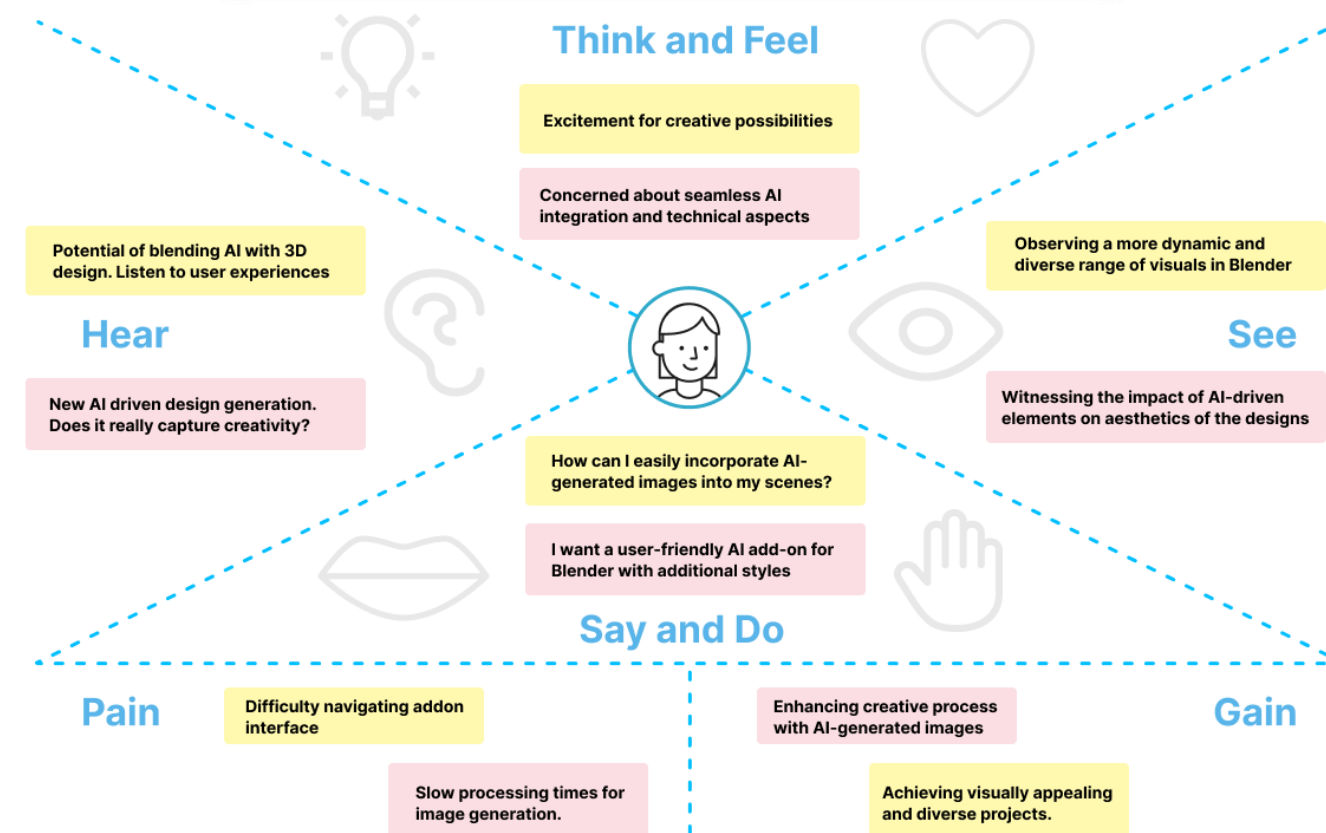 Think and Feel
Excitement for creative possibilities
Concerned about seamless AI
integration and technical aspects
Potential of blending AI with 3D
design. Listen to user experiences
Hear
New AI driven design generation.
Does it really capture creativity?
Observing a more dynamic and
diverse range of visuals in Blender
See
Witnessing the impact of AI-driven
elements on aesthetics of the designs
How can I easily incorporate AI-
generated images into my scenes?
I want a user-friendly AI add-on for
Blender with additional styles
Say and Do
Pain
Difficulty navigating addon
interface
Slow processing times for
image generation.
Enhancing creative process
with AI-generated images
Gain
Achieving visually appealing
and diverse projects.